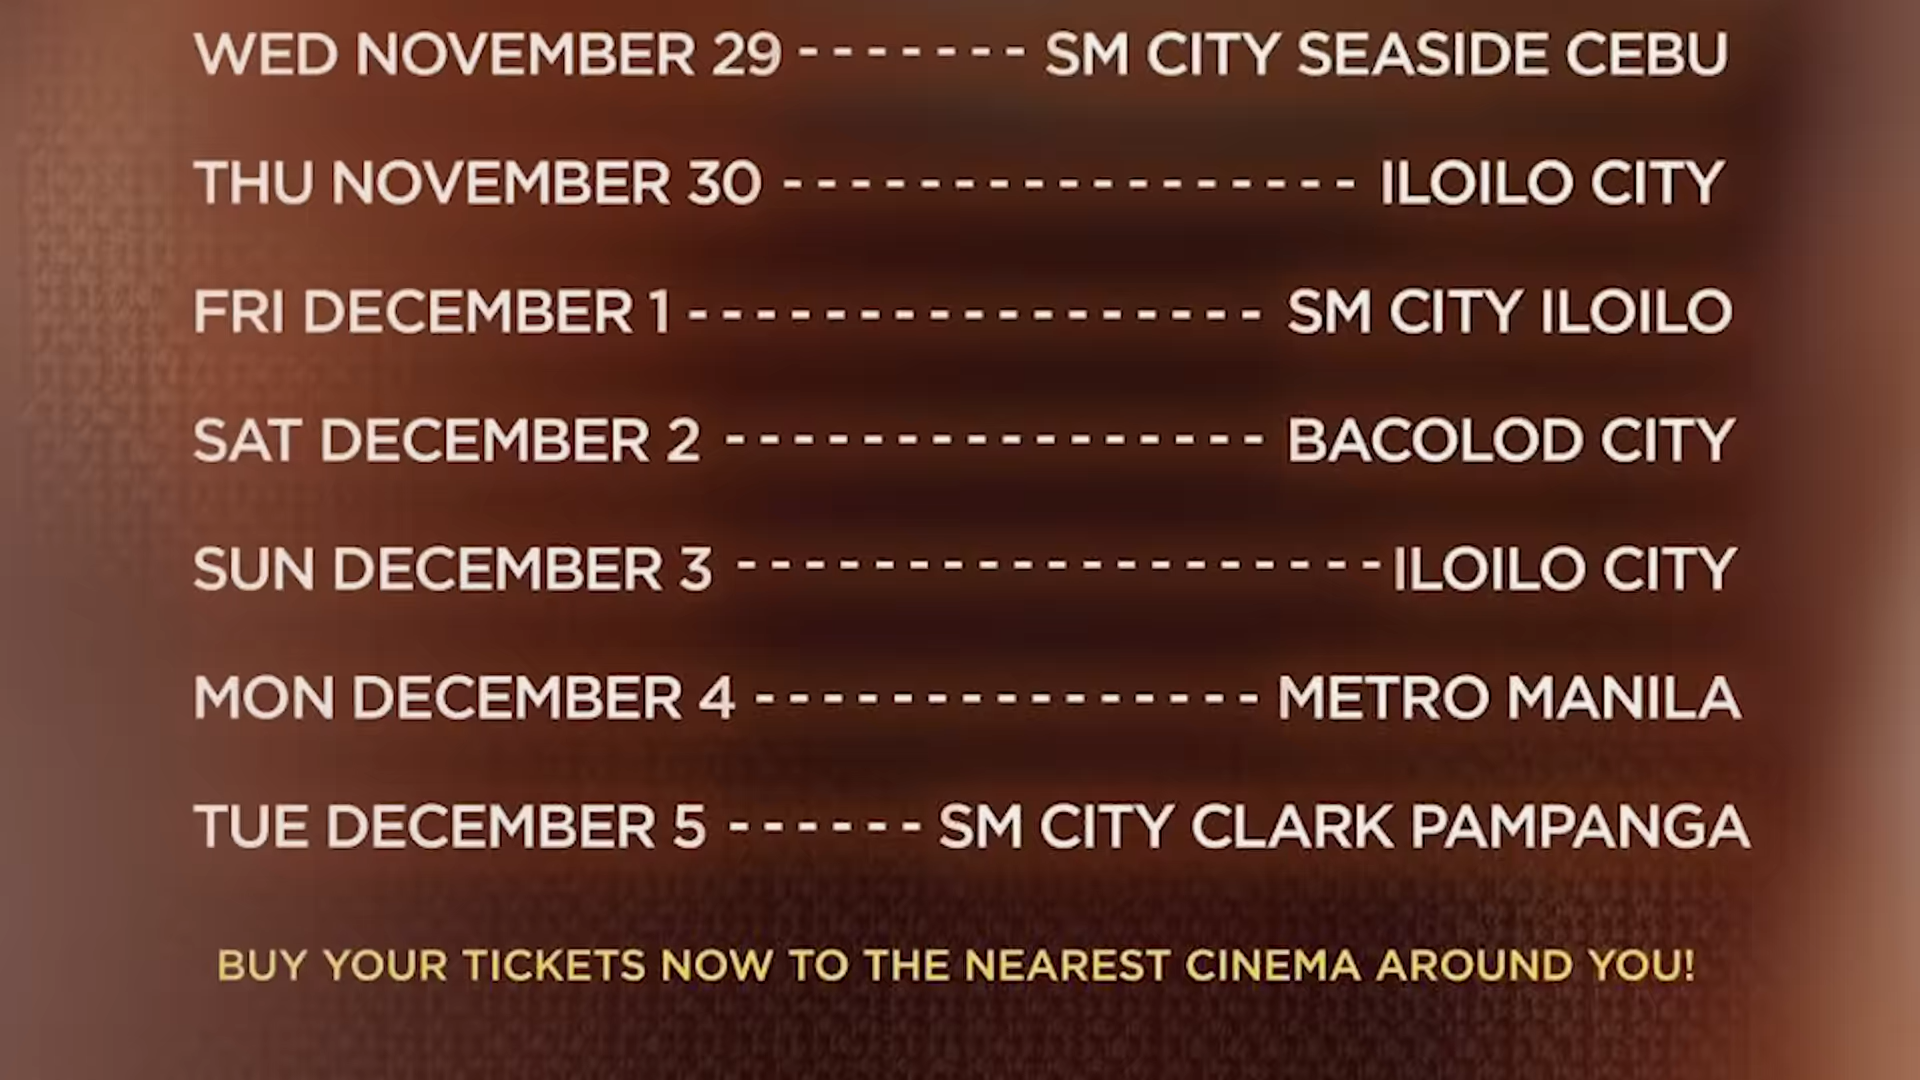 WED NOVEMBER 29 ------- SM CITY SEASIDE CEBU
THU NOVEMBER 30 ----------------- ILOILO CITY
FRI DECEMBER 1 ----------------- SM CITY ILOILO
SAT DECEMBER 2 ---------------- BACOLOD CITY
SUN DECEMBER 3 ------------------- ILOILO CITY
MON DECEMBER 4 --------------- METRO MANILA
TUE DECEMBER 5 ------ SM CITY CLARK PAMPANGA
BUY YOUR TICKETS NOW TO THE NEAREST CINEMA AROUND YOU!